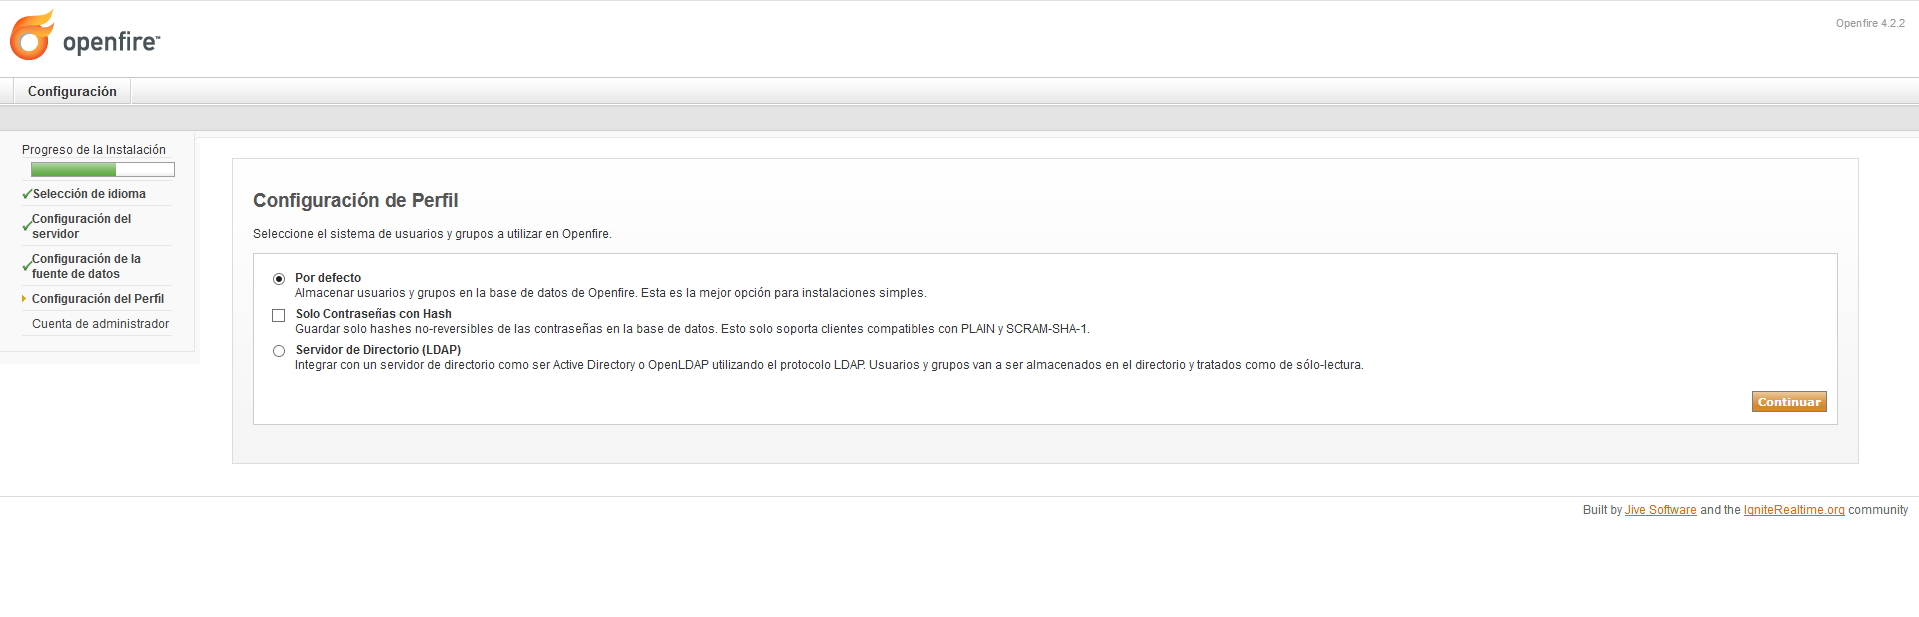 openfire™
Openfire 4.2.2
Configuración
Progreso de la Instalación
Selección de idioma
Configuración del
servidor
Configuración de la
fuente de datos
Configuración del Perfil
Cuenta de administrador
Configuración de Perfil
Seleccione el sistema de usuarios y grupos a utilizar en Openfire.
Por defecto
Almacenar usuarios y grupos en la base de datos de Openfire. Esta es la mejor opción para instalaciones simples.
Solo Contraseñas con Hash
Guardar solo hashes no-reversibles de las contraseñas en la base de datos. Esto solo soporta clientes compatibles con PLAIN y SCRAM-SHA-1.
Servidor de Directorio (LDAP)
Integrar con un servidor de directorio como ser Active Directory o OpenLDAP utilizando el protocolo LDAP. Usuarios y grupos van a ser almacenados en el directorio y tratados como de sólo-lectura.
Continuar
Built by Jive Software and the IgniteRealtime.org community